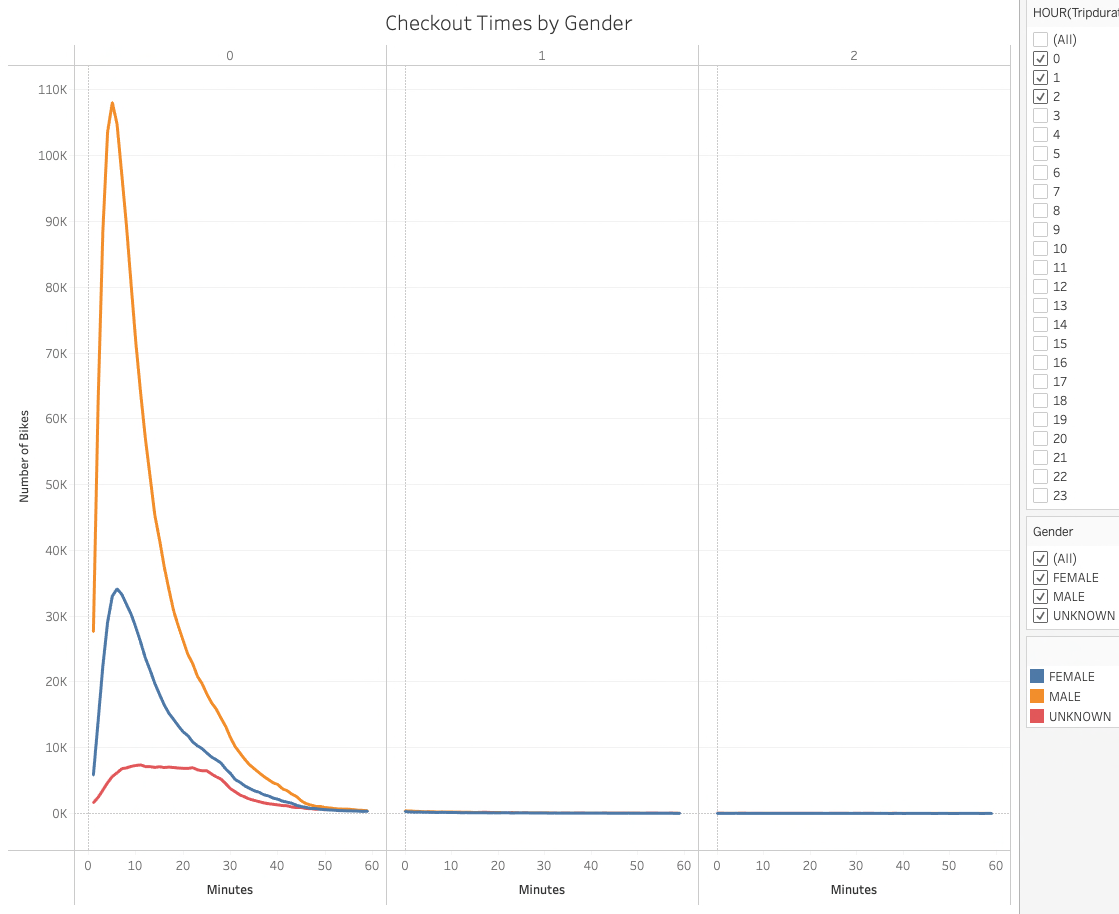 Checkout Times by Gender
0 1 2
110K
100K
90K
80K
70K
60K
50K
40K
30K
20K
10K
0K
Number of Bikes
0 10 20 30 40 50 60 0 10 20 30 40 50 60 0 10 20 30 40 50 60
Minutes Minutes Minutes
HOUR(Tripdurat
(All)
0
1
2
3
4
5
6
7
8
9
10
11
12
13
14
15
16
17
18
19
20
21
22
23
Gender
(All)
FEMALE
MALE
UNKNOWN
FEMALE
MALE
UNKNOWN